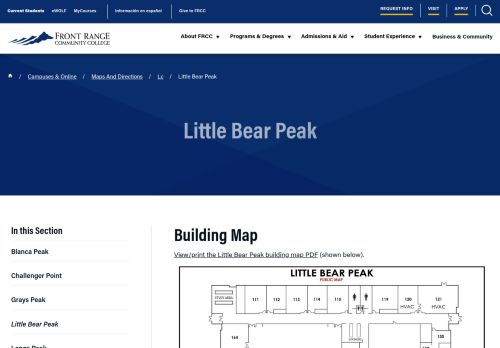 Current Students eWOLF MyCourses Información en español Give to FRCC REQUEST INFO VISIT APPLY
FRONT RANGE
COMMUNITY COLLEGE
About FRCC Programs & Degrees Admissions & Aid Student Experience Business & Community
/ Campuses & Online / Maps And Directions / Lc / Little Bear Peak
Little Bear Peak
In this Section
Blanca Peak
Challenger Point
Grays Peak
Little Bear Peak
Longs Peak
Building Map
View/print the Little Bear Peak building map PDF (shown below).
LITTLE BEAR PEAK
PUBLIC MAP
STUDY AREA 111 112 113 114 115 119 120 121
HVAC HVAC
164 135